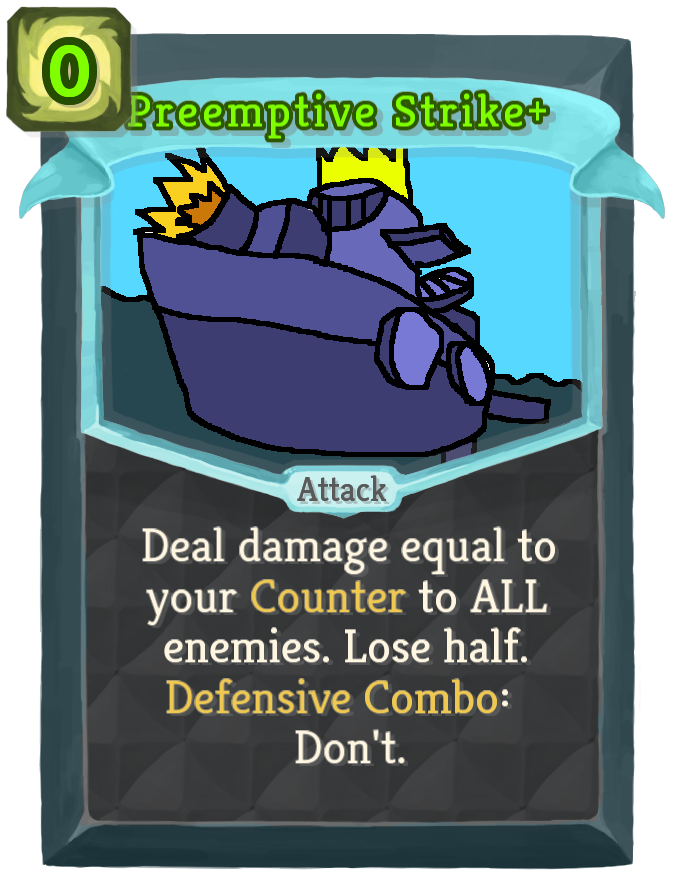 0
Preemptive Strike+
Attack
Deal damage equal to
your Counter to ALL
enemies. Lose half.
Defensive Combo:
Don't.